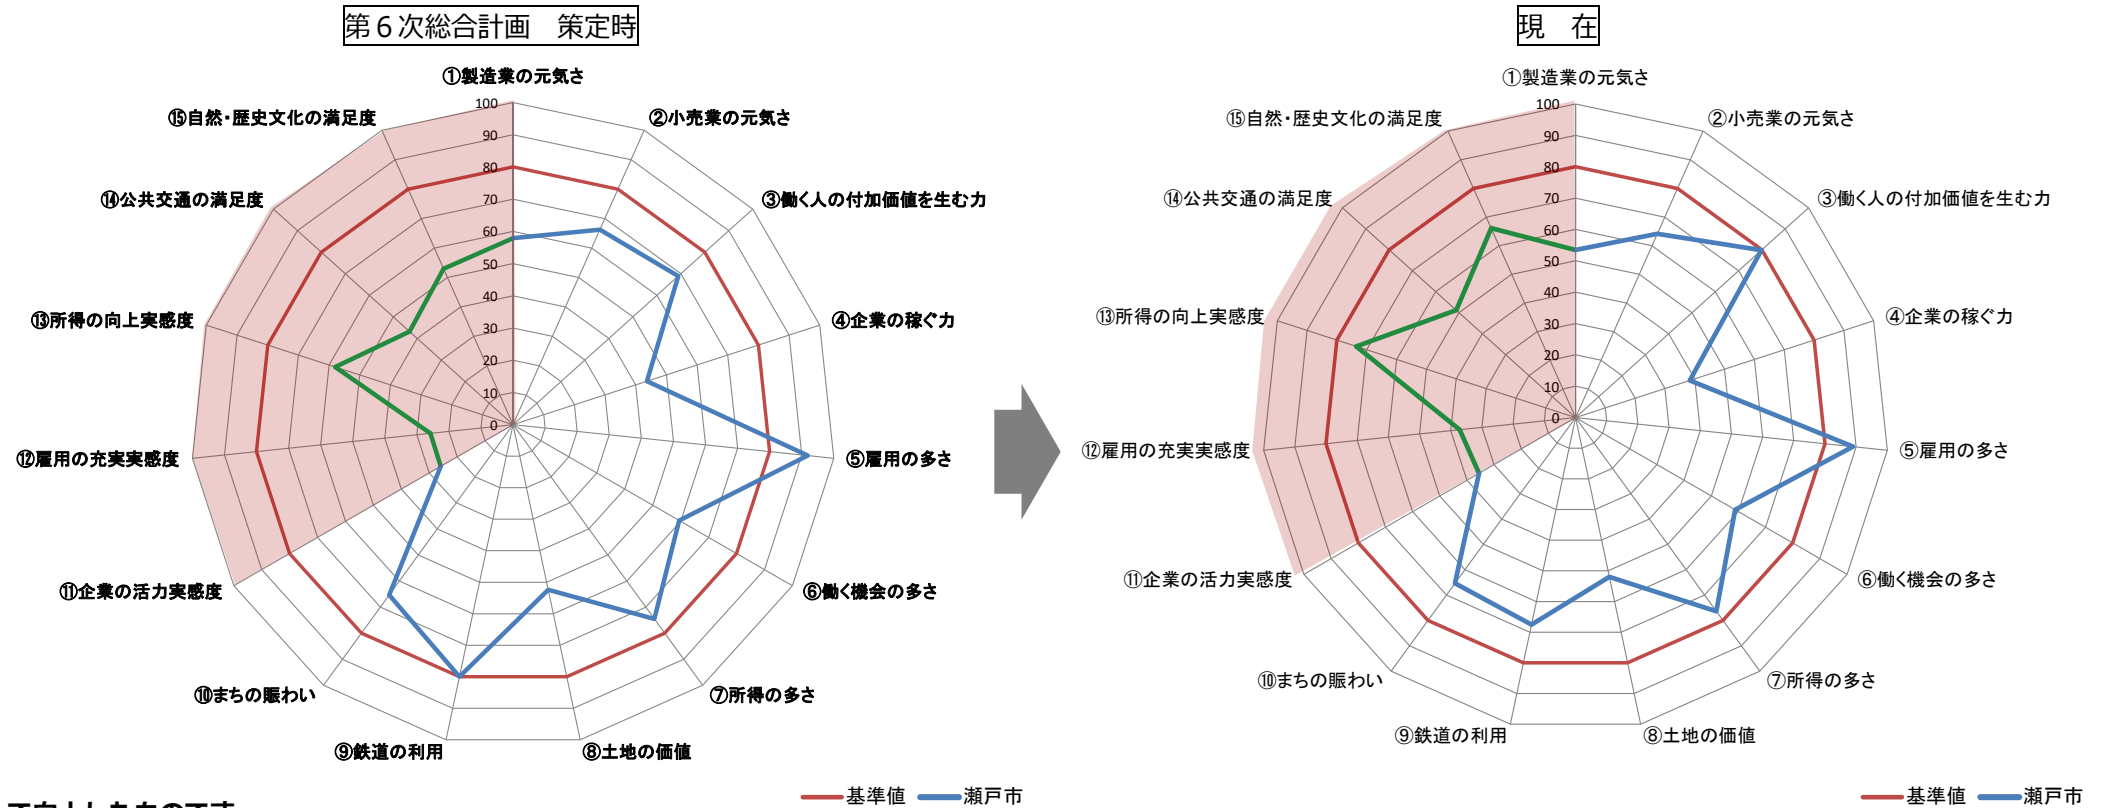 第６次総合計画　策定時
①製造業の元気さ
②小売業の元気さ
③働く人の付加価値を生む力
④企業の稼ぐ力
⑤雇用の多さ
⑥働く機会の多さ
⑦所得の多さ
⑧土地の価値
⑨鉄道の利用
⑩まちの賑わい
⑪企業の活力実感度
⑫雇用の充実実感度
⑬所得の向上実感度
⑭公共交通の満足度
⑮自然・歴史文化の満足度
100
90
80
70
60
50
40
30
20
10
0
基準値
瀬戸市
現　在
①製造業の元気さ
②小売業の元気さ
③働く人の付加価値を生む力
④企業の稼ぐ力
⑤雇用の多さ
⑥働く機会の多さ
⑦所得の多さ
⑧土地の価値
⑨鉄道の利用
⑩まちの賑わい
⑪企業の活力実感度
⑫雇用の充実実感度
⑬所得の向上実感度
⑭公共交通の満足度
⑮自然・歴史文化の満足度
100
90
80
70
60
50
40
30
20
10
0
基準値
瀬戸市